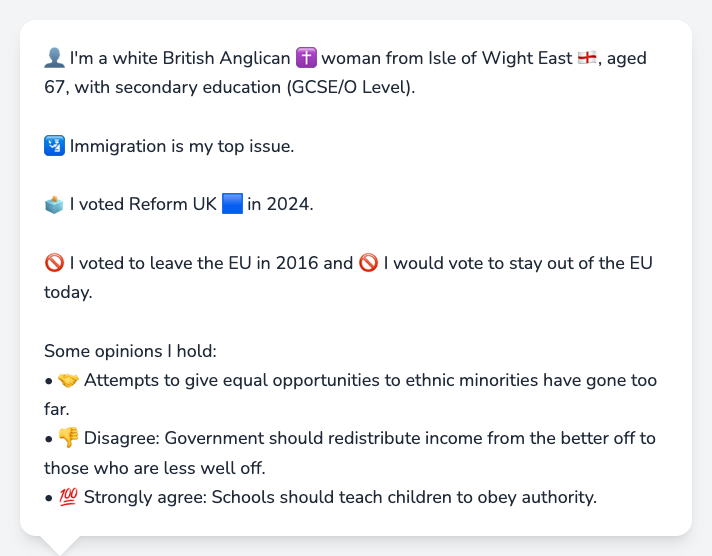 👤 I'm a white British Anglican ✝️ woman from Isle of Wight East 🏴󠁧󠁢󠁥󠁮󠁧󠁿, aged
67, with secondary education (GCSE/O Level).
🛂 Immigration is my top issue.
🗳️ I voted Reform UK 🟦 in 2024.
🚫 I voted to leave the EU in 2016 and 🚫 I would vote to stay out of the EU
today.
Some opinions I hold:
• 🤝 Attempts to give equal opportunities to ethnic minorities have gone too
far.
• 👎 Disagree: Government should redistribute income from the better off to
those who are less well off.
• 💯 Strongly agree: Schools should teach children to obey authority.